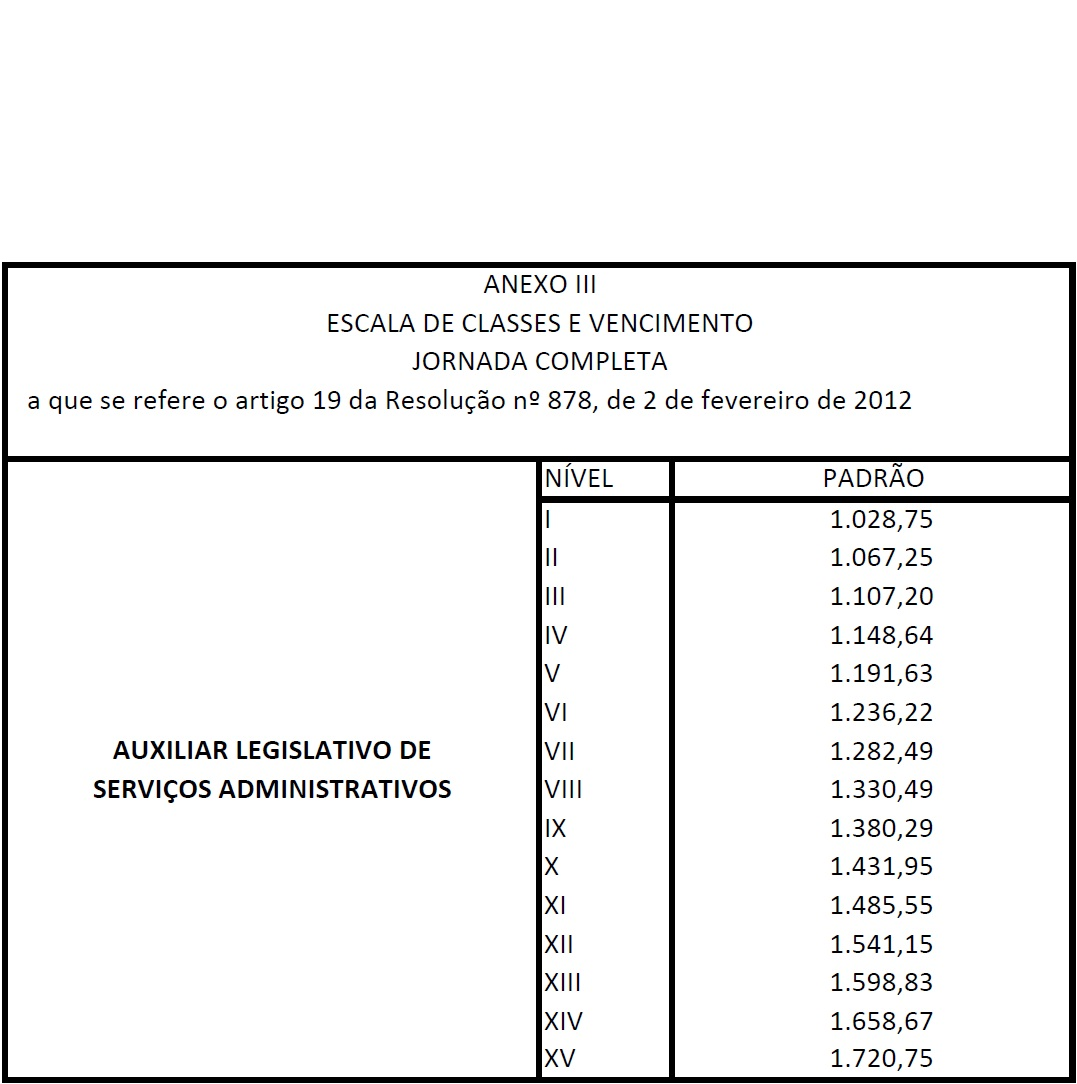 ANEXO III
ESCALA DE CLASSES E VENCIMENTO
JORNADA COMPLETA
a que se refere o artigo 19 da Resolução nº 878, de 2 de fevereiro de 2012
NÍVEL PADRÃO
I 1.028,75
II 1.067,25
III 1.107,20
IV 1.148,64
V 1.191,63
VI 1.236,22
AUXILIAR LEGISLATIVO DE
SERVIÇOS ADMINISTRATIVOS
VII 1.282,49
VIII 1.330,49
IX 1.380,29
X 1.431,95
XI 1.485,55
XII 1.541,15
XIII 1.598,83
XIV 1.658,67
XV 1.720,75